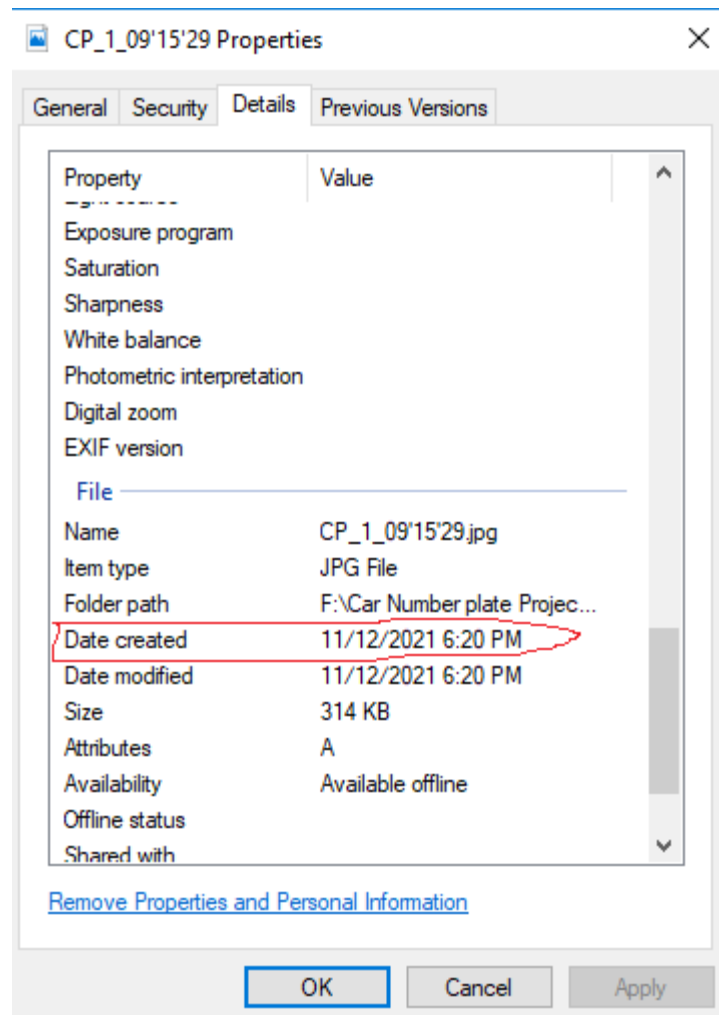 CP_1_09'15'29 Properties
General Security Details Previous Versions
Property Value
Exposure program
Saturation
Sharpness
White balance
Photometric interpretation
Digital zoom
EXIF version
File
Name CP_1_09'15'29.jpg
Item type JPG File
Folder path F:\Car Number plate Projec...
Date created 11/12/2021 6:20 PM
Date modified 11/12/2021 6:20 PM
Size 314 KB
Attributes A
Availability Available offline
Offline status
Shared with
Remove Properties and Personal Information
OK Cancel Apply